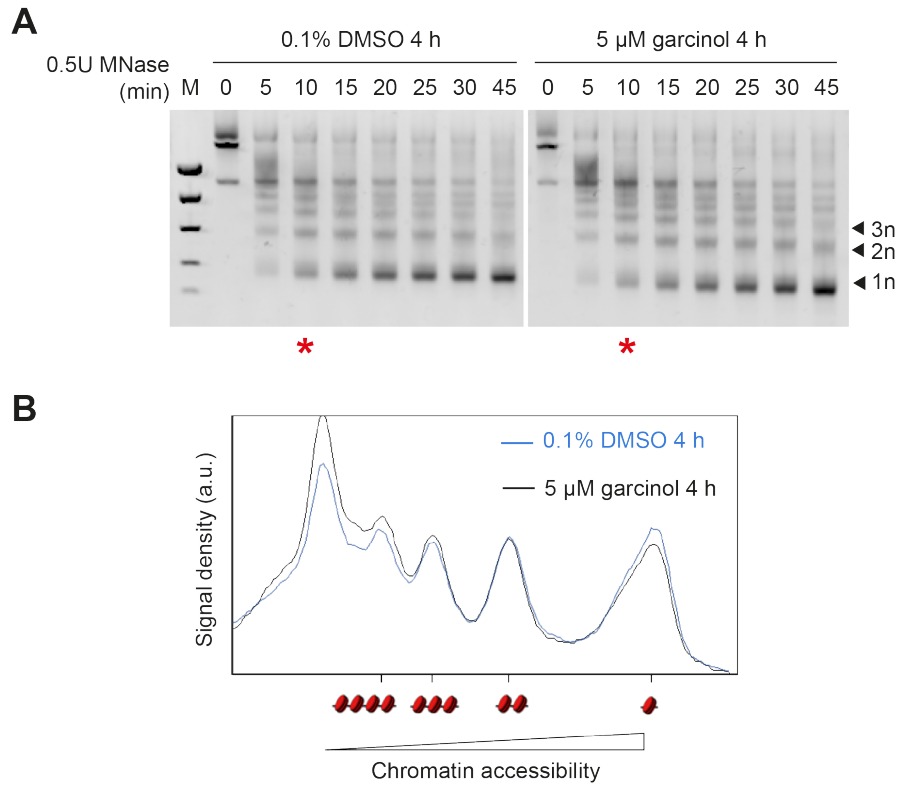 A
0.1% DMSO 4 h
5 µM garcinol 4 h
0.5U MNase
(min)
M 0 5 10 15 20 25 30 45 0 5 10 15 20 25 30 45
3n
2n
1n
* *
B
Signal density (a.u.)
0.1% DMSO 4 h
5 µM garcinol 4 h
Chromatin accessibility